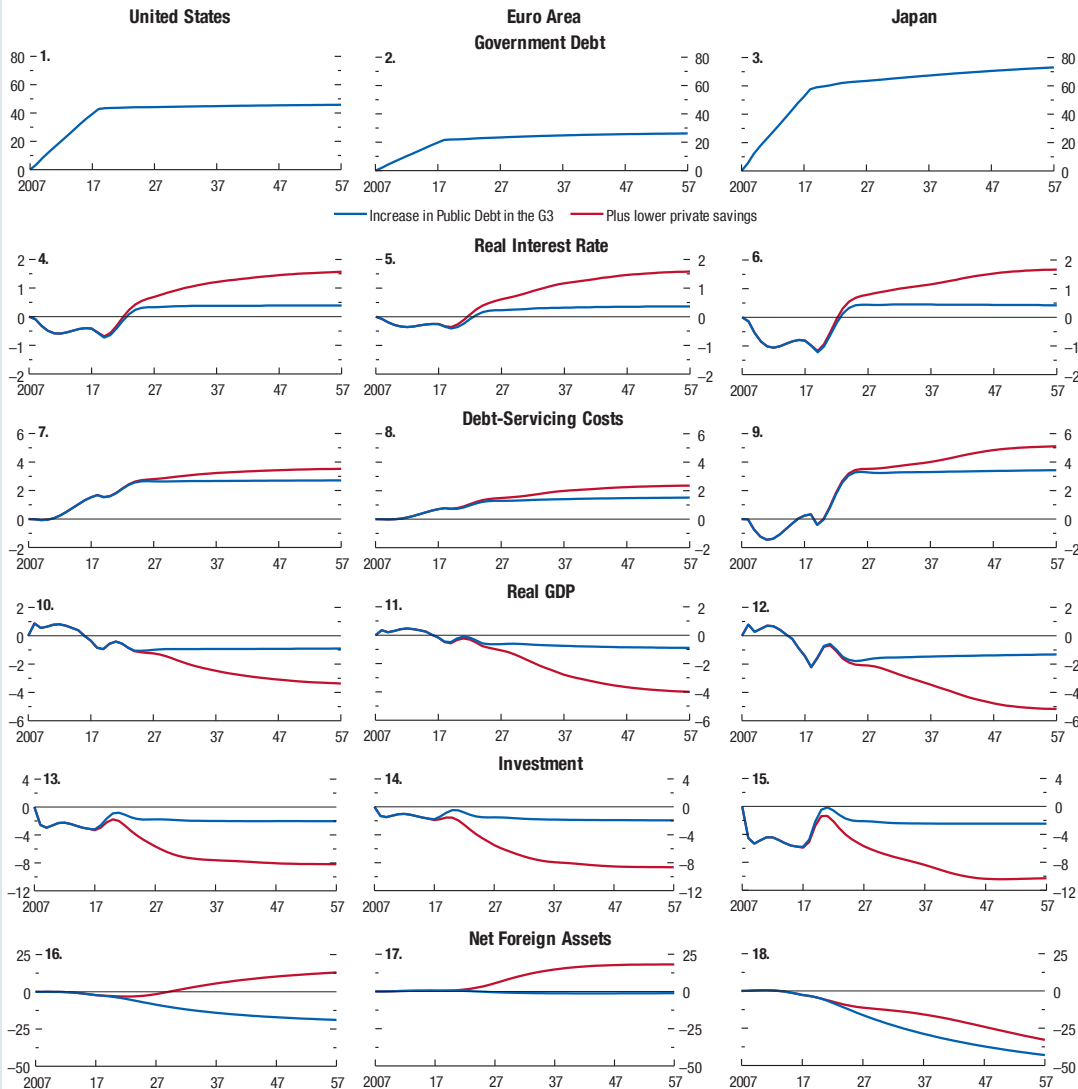 United States Euro Area Japan
Government Debt
80 1. 2. 80 3. 80
60 60 60
40 40 40
20 20 20
0 0 0
2007 17 27 37 47 57 2007 17 27 37 47 57 2007 17 27 37 47 57
Increase in Public Debt in the G3 Plus lower private savings
Real Interest Rate
2 4. 5. 2 6. 2
1 1 1
0 0 0
–1 –1 –1
–2 –2 –2
2007 17 27 37 47 57 2007 17 27 37 47 57 2007 17 27 37 47 57
Debt-Servicing Costs
6 7. 8. 6 9. 6
4 4 4
2 2 2
0 0 0
–2 –2 –2
2007 17 27 37 47 57 2007 17 27 37 47 57 2007 17 27 37 47 57
Real GDP
2 10. 11. 2 12. 2
0 0 0
–2 –2 –2
–4 –4 –4
–6 –6 –6
2007 17 27 37 47 57 2007 17 27 37 47 57 2007 17 27 37 47 57
Investment
4 13. 14. 4 15. 4
0 0 0
–4 –4 –4
–8 –8 –8
–12 –12 –12
2007 17 27 37 47 57 2007 17 27 37 47 57 2007 17 27 37 47 57
Net Foreign Assets
25 16. 17. 25 18. 25
0 0 0
–25 –25 –25
–50 –50 –50
2007 17 27 37 47 57 2007 17 27 37 47 57 2007 17 27 37 47 57